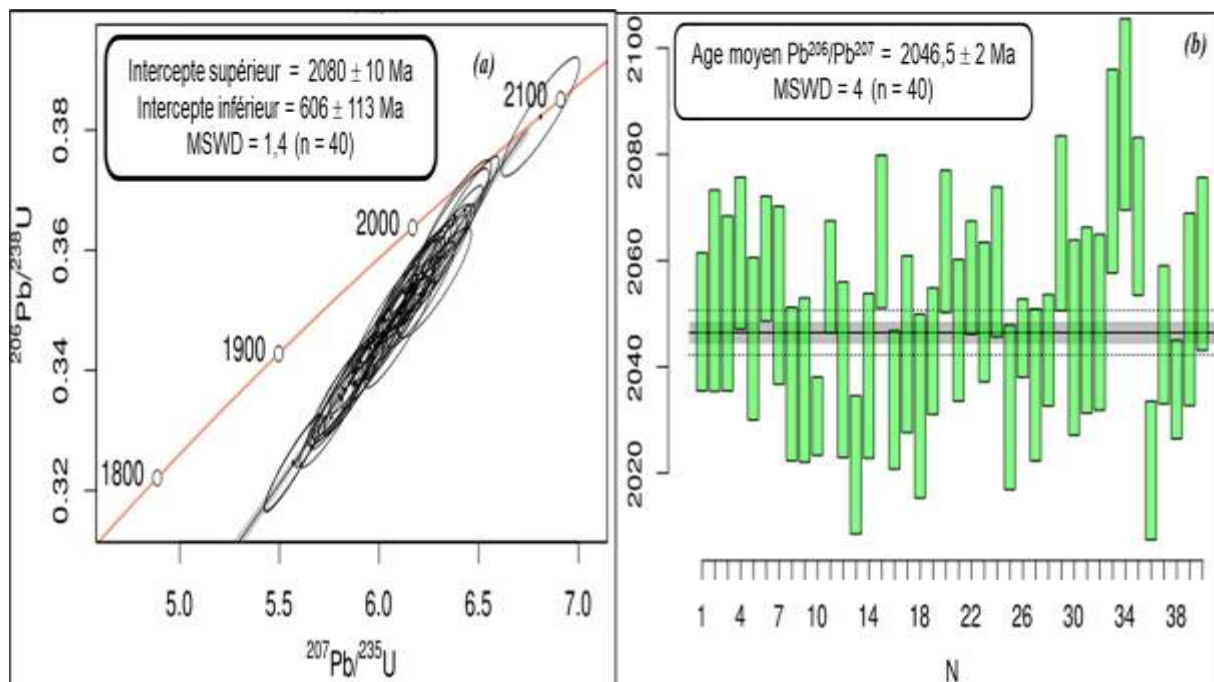 Intercepte supérieur = 2080 ± 10 Ma
Intercepte inférieur = 606 ± 113 Ma
MSWD = 1,4 (n = 40)
(a)
2100
2000
1900
1800
0.38
0.36
0.34
0.32
²⁰⁶Pb/²³⁸U
5.0 5.5 6.0 6.5 7.0
²⁰⁷Pb/²³⁵U
Age moyen Pb²⁰⁶/Pb²⁰⁷ = 2046,5 ± 2 Ma
MSWD = 4 (n = 40)
(b)
2100
2080
2060
2040
2020
1 4 7 10 14 18 22 26 30 34 38
N